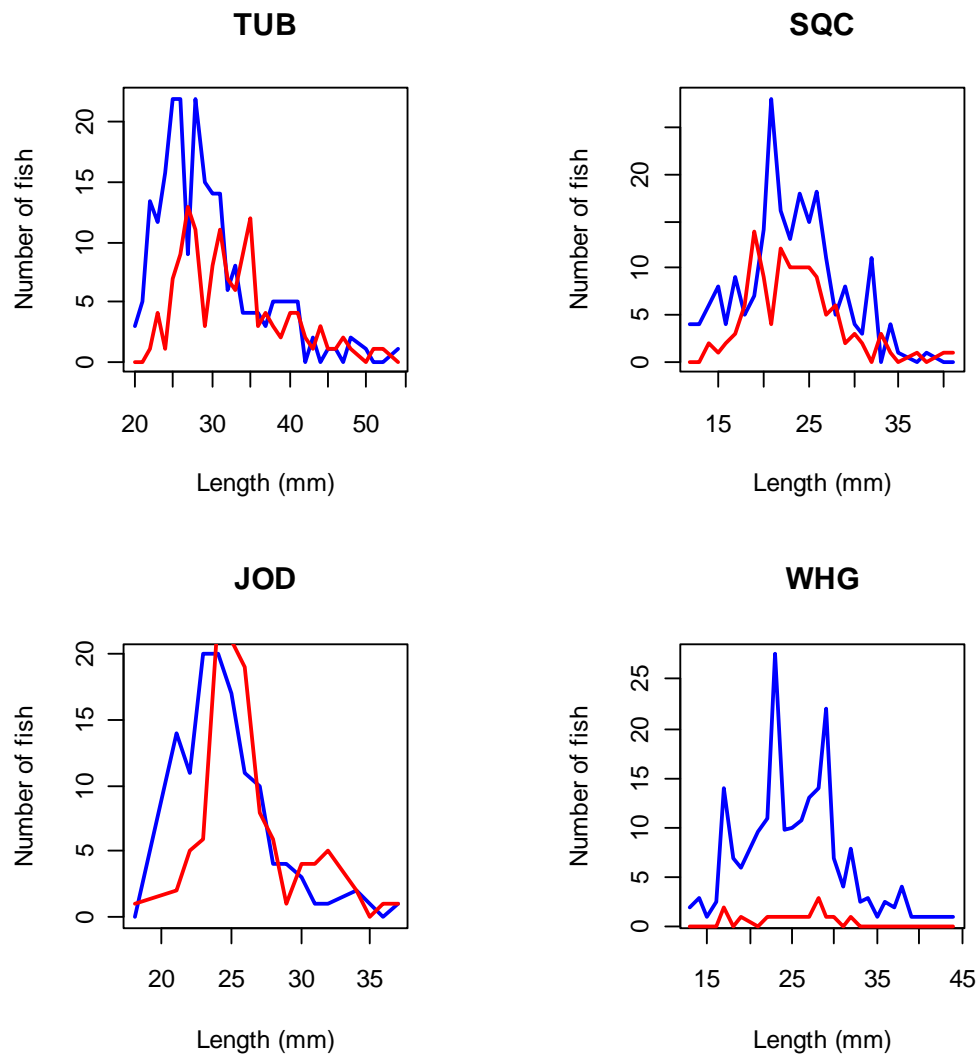 TUB
Number of fish
0 5 10 15 20
20 30 40 50
Length (mm)
SQC
Number of fish
0 5 10 20
15 25 35
Length (mm)
JOD
Number of fish
0 5 10 15 20
20 25 30 35
Length (mm)
WHG
Number of fish
0 5 10 15 20 25
15 25 35 45
Length (mm)